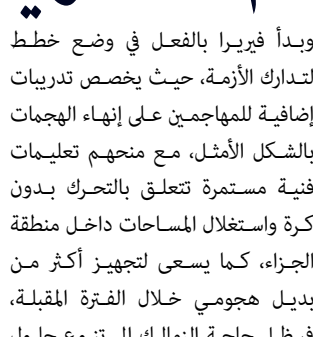 وبدأ فيريرا بالفعل في وضع خطط
لتدارك الأزمة، حيث يخصص تدريبات
إضافية للمهاجمين على إنهاء الهجمات
بالشكل الأمثل، مع منحهم تعليمات
فنية مستمرة تتعلق بالتحرك بدون
كرة واستغلال المساحات داخل منطقة
الجزاء، كما يسعى لتجهيز أكثر من
بديل هجومي خلال الفترة المقبلة،